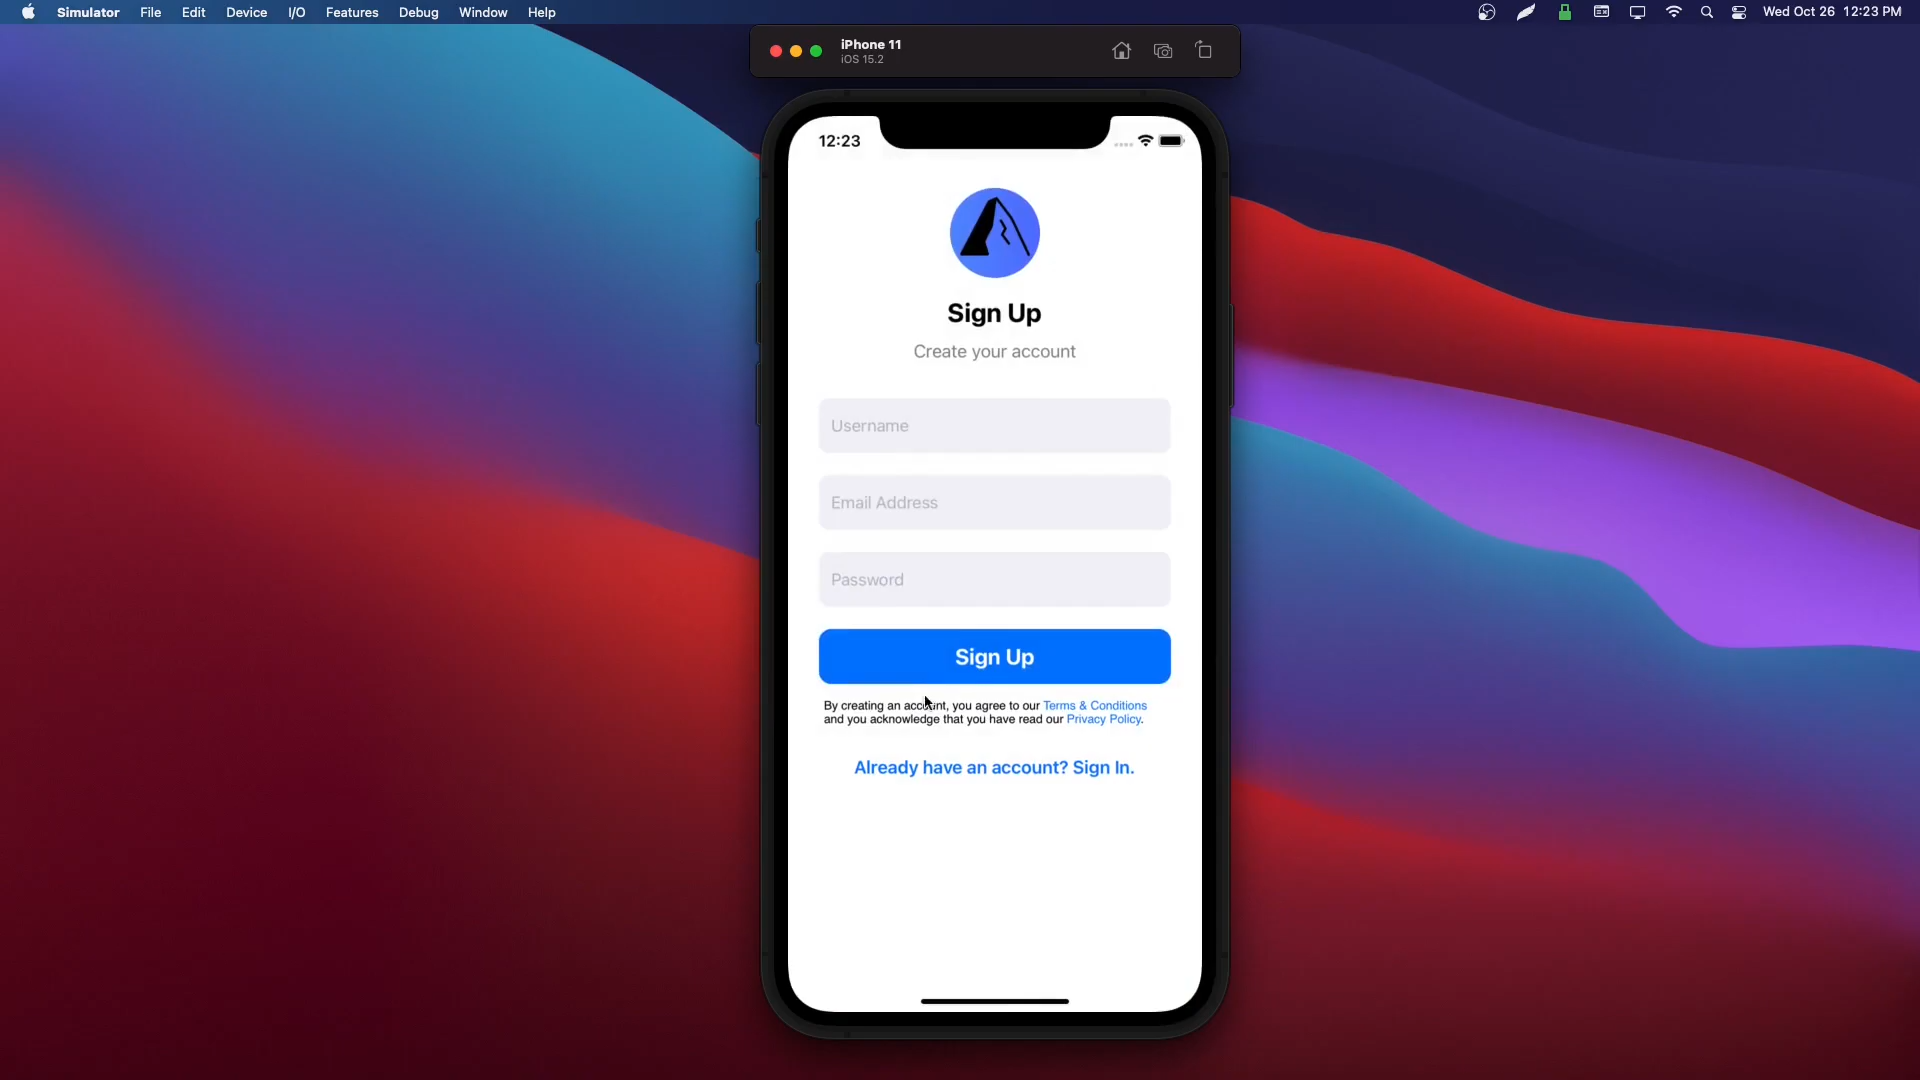 Simulator File Edit Device I/O Features Debug Window Help Wed Oct 26 12:23 PM
iPhone 11
iOS 15.2
12:23
Sign Up
Create your account
Username
Email Address
Password
Sign Up
By creating an account, you agree to our Terms & Conditions
and you acknowledge that you have read our Privacy Policy.
Already have an account? Sign In.